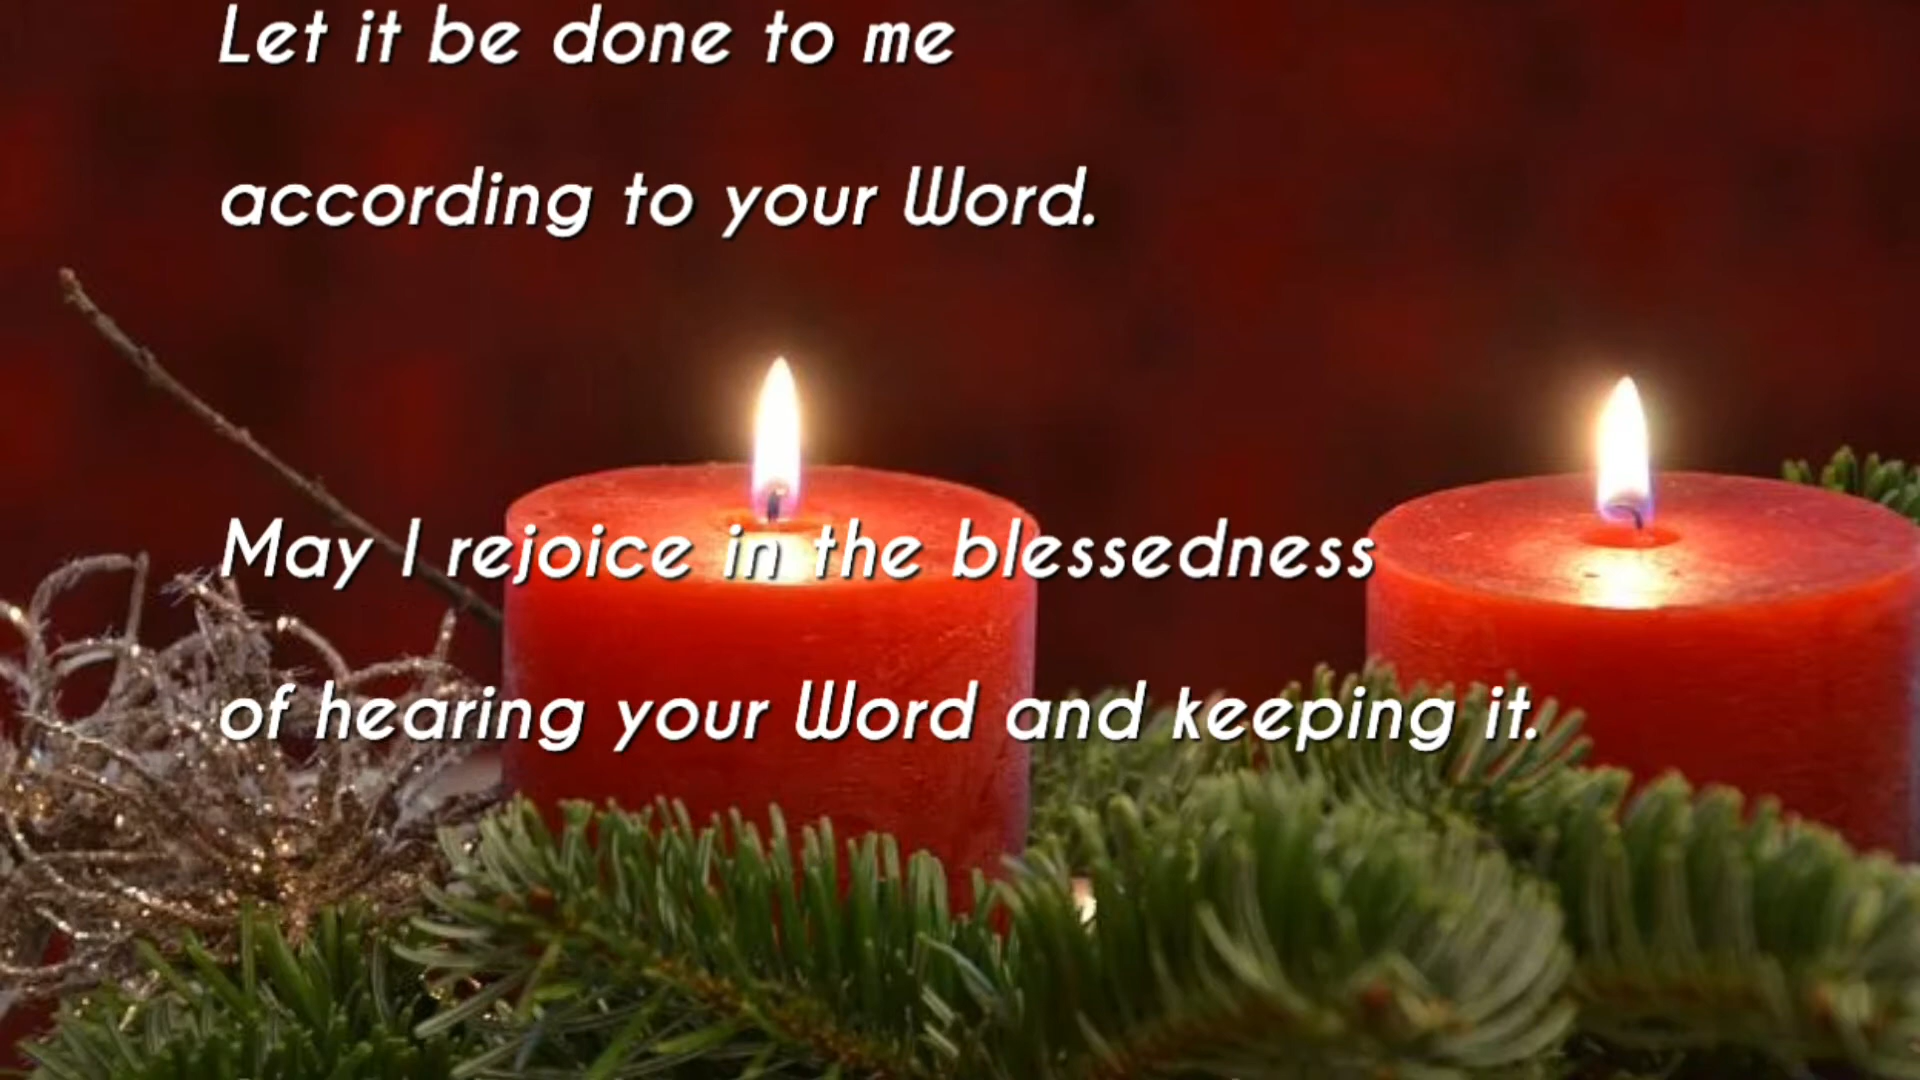 Let it be done to me
according to your Word.
May I rejoice in the blessedness
of hearing your Word and keeping it.